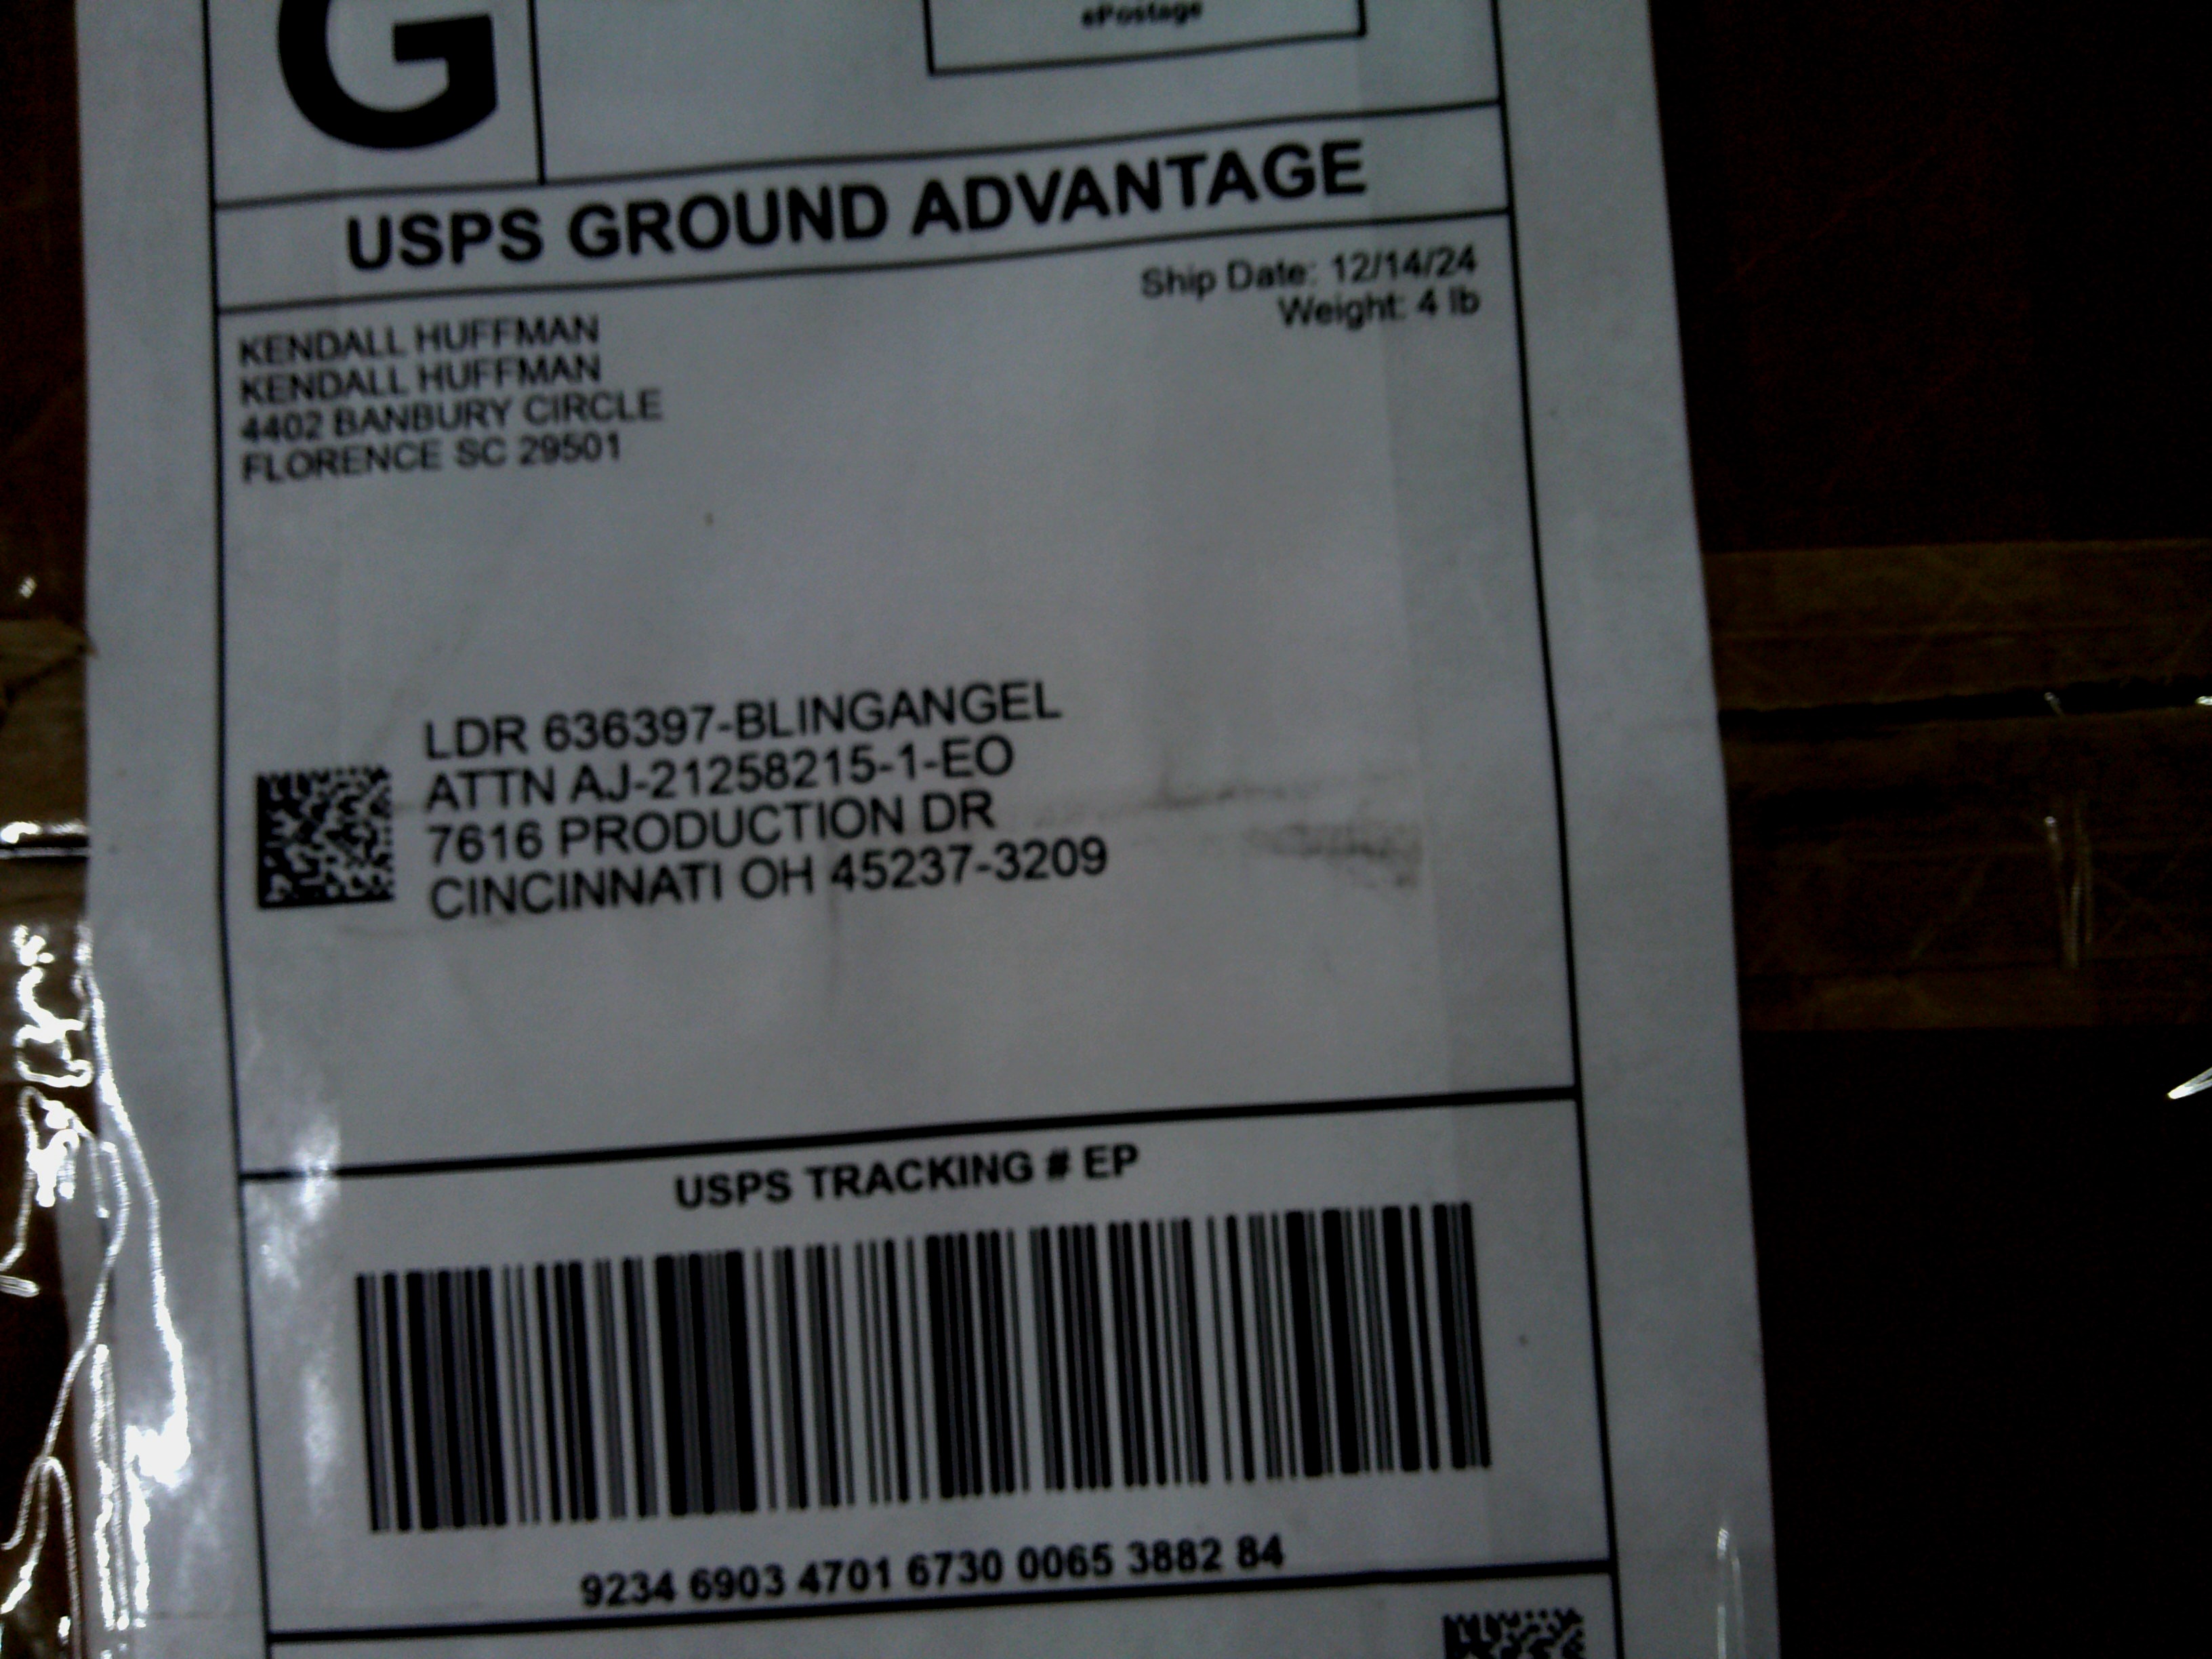 G
ePostage
USPS GROUND ADVANTAGE
Ship Date: 12/14/24
Weight: 4 lb
KENDALL HUFFMAN
KENDALL HUFFMAN
4402 BANBURY CIRCLE
FLORENCE SC 29501
LDR 636397-BLINGANGEL
ATTN AJ-21258215-1-EO
7616 PRODUCTION DR
CINCINNATI OH 45237-3209
USPS TRACKING # EP
9234 6903 4701 6730 0065 3882 84